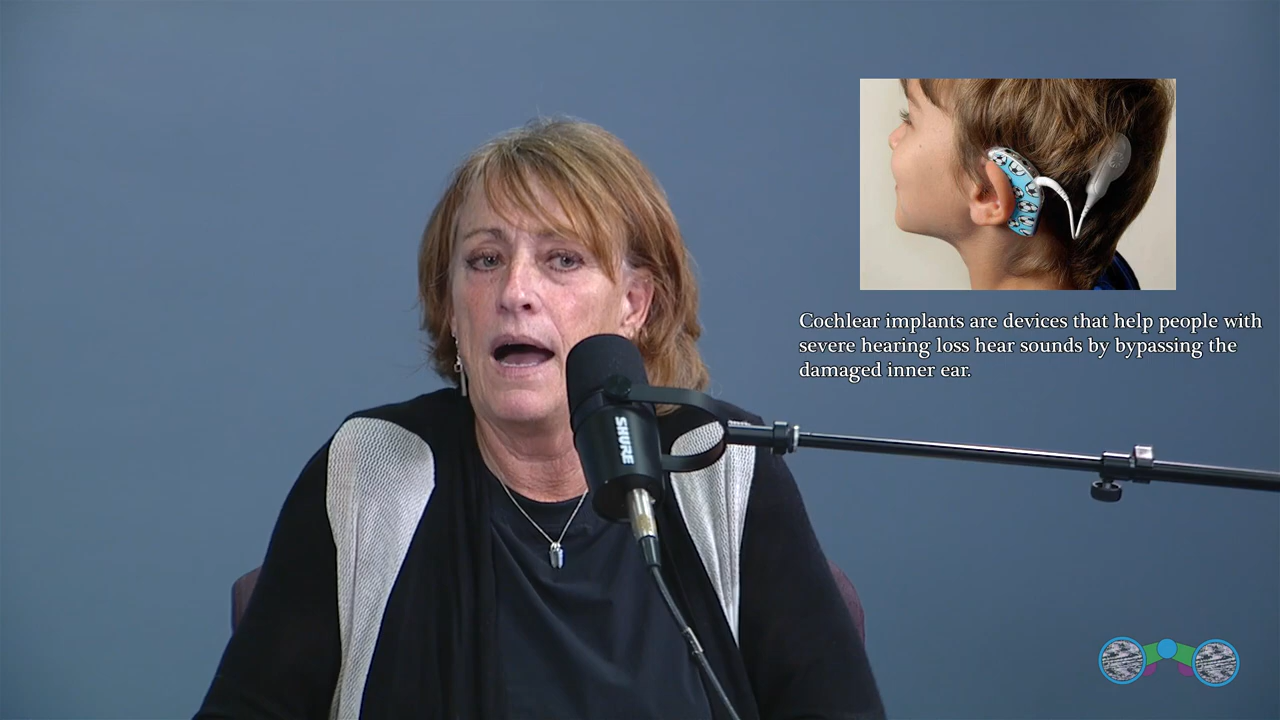 Cochlear implants are devices that help people with
severe hearing loss hear sounds by bypassing the
damaged inner ear.
SHURE